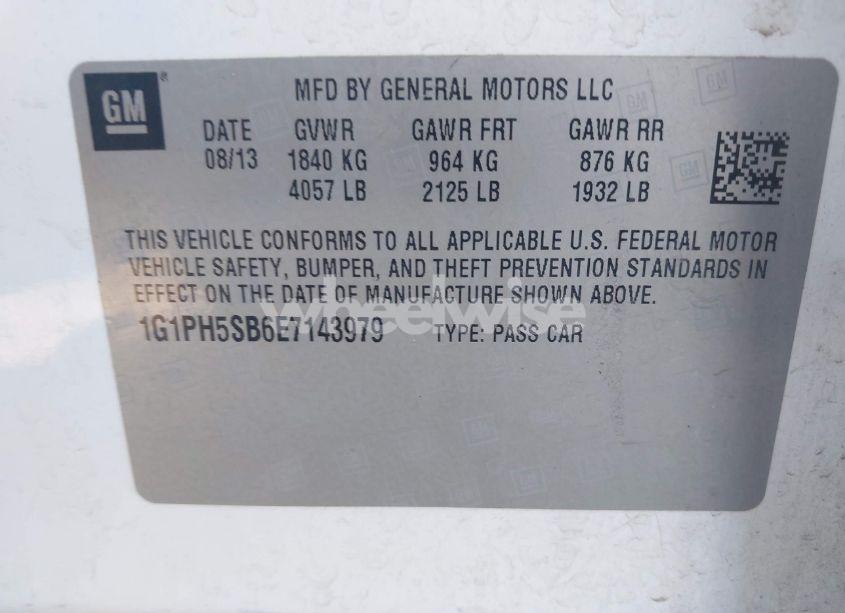 GM ®
MFD BY GENERAL MOTORS LLC
DATE GVWR GAWR FRT GAWR RR
08/13 1840 KG 964 KG 876 KG
4057 LB 2125 LB 1932 LB
THIS VEHICLE CONFORMS TO ALL APPLICABLE U.S. FEDERAL MOTOR
VEHICLE SAFETY, BUMPER, AND THEFT PREVENTION STANDARDS IN
EFFECT ON THE DATE OF MANUFACTURE SHOWN ABOVE.
1G1PH5SB6E7143979 TYPE: PASS CAR
wheelwise